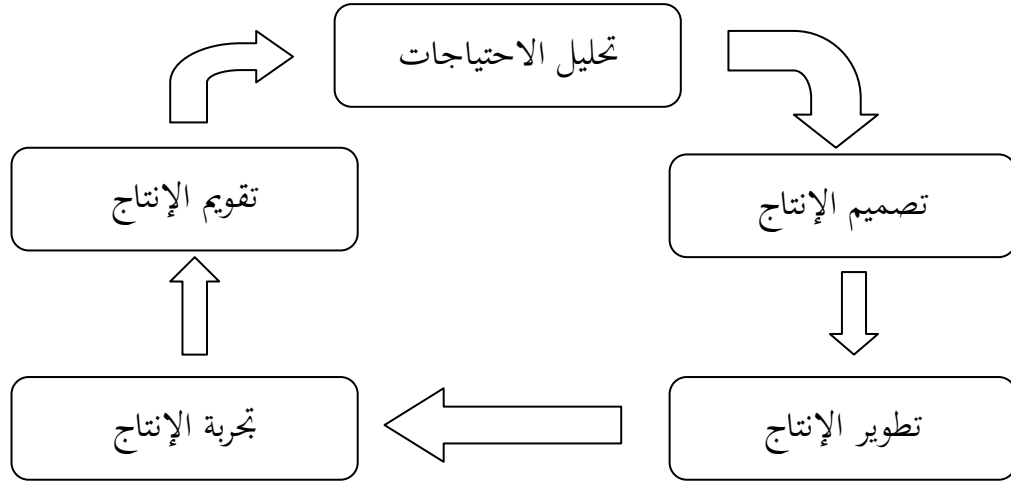 تحليل الاحتياجات
تصميم الإنتاج
تطوير الإنتاج
تجربة الإنتاج
تقويم الإنتاج